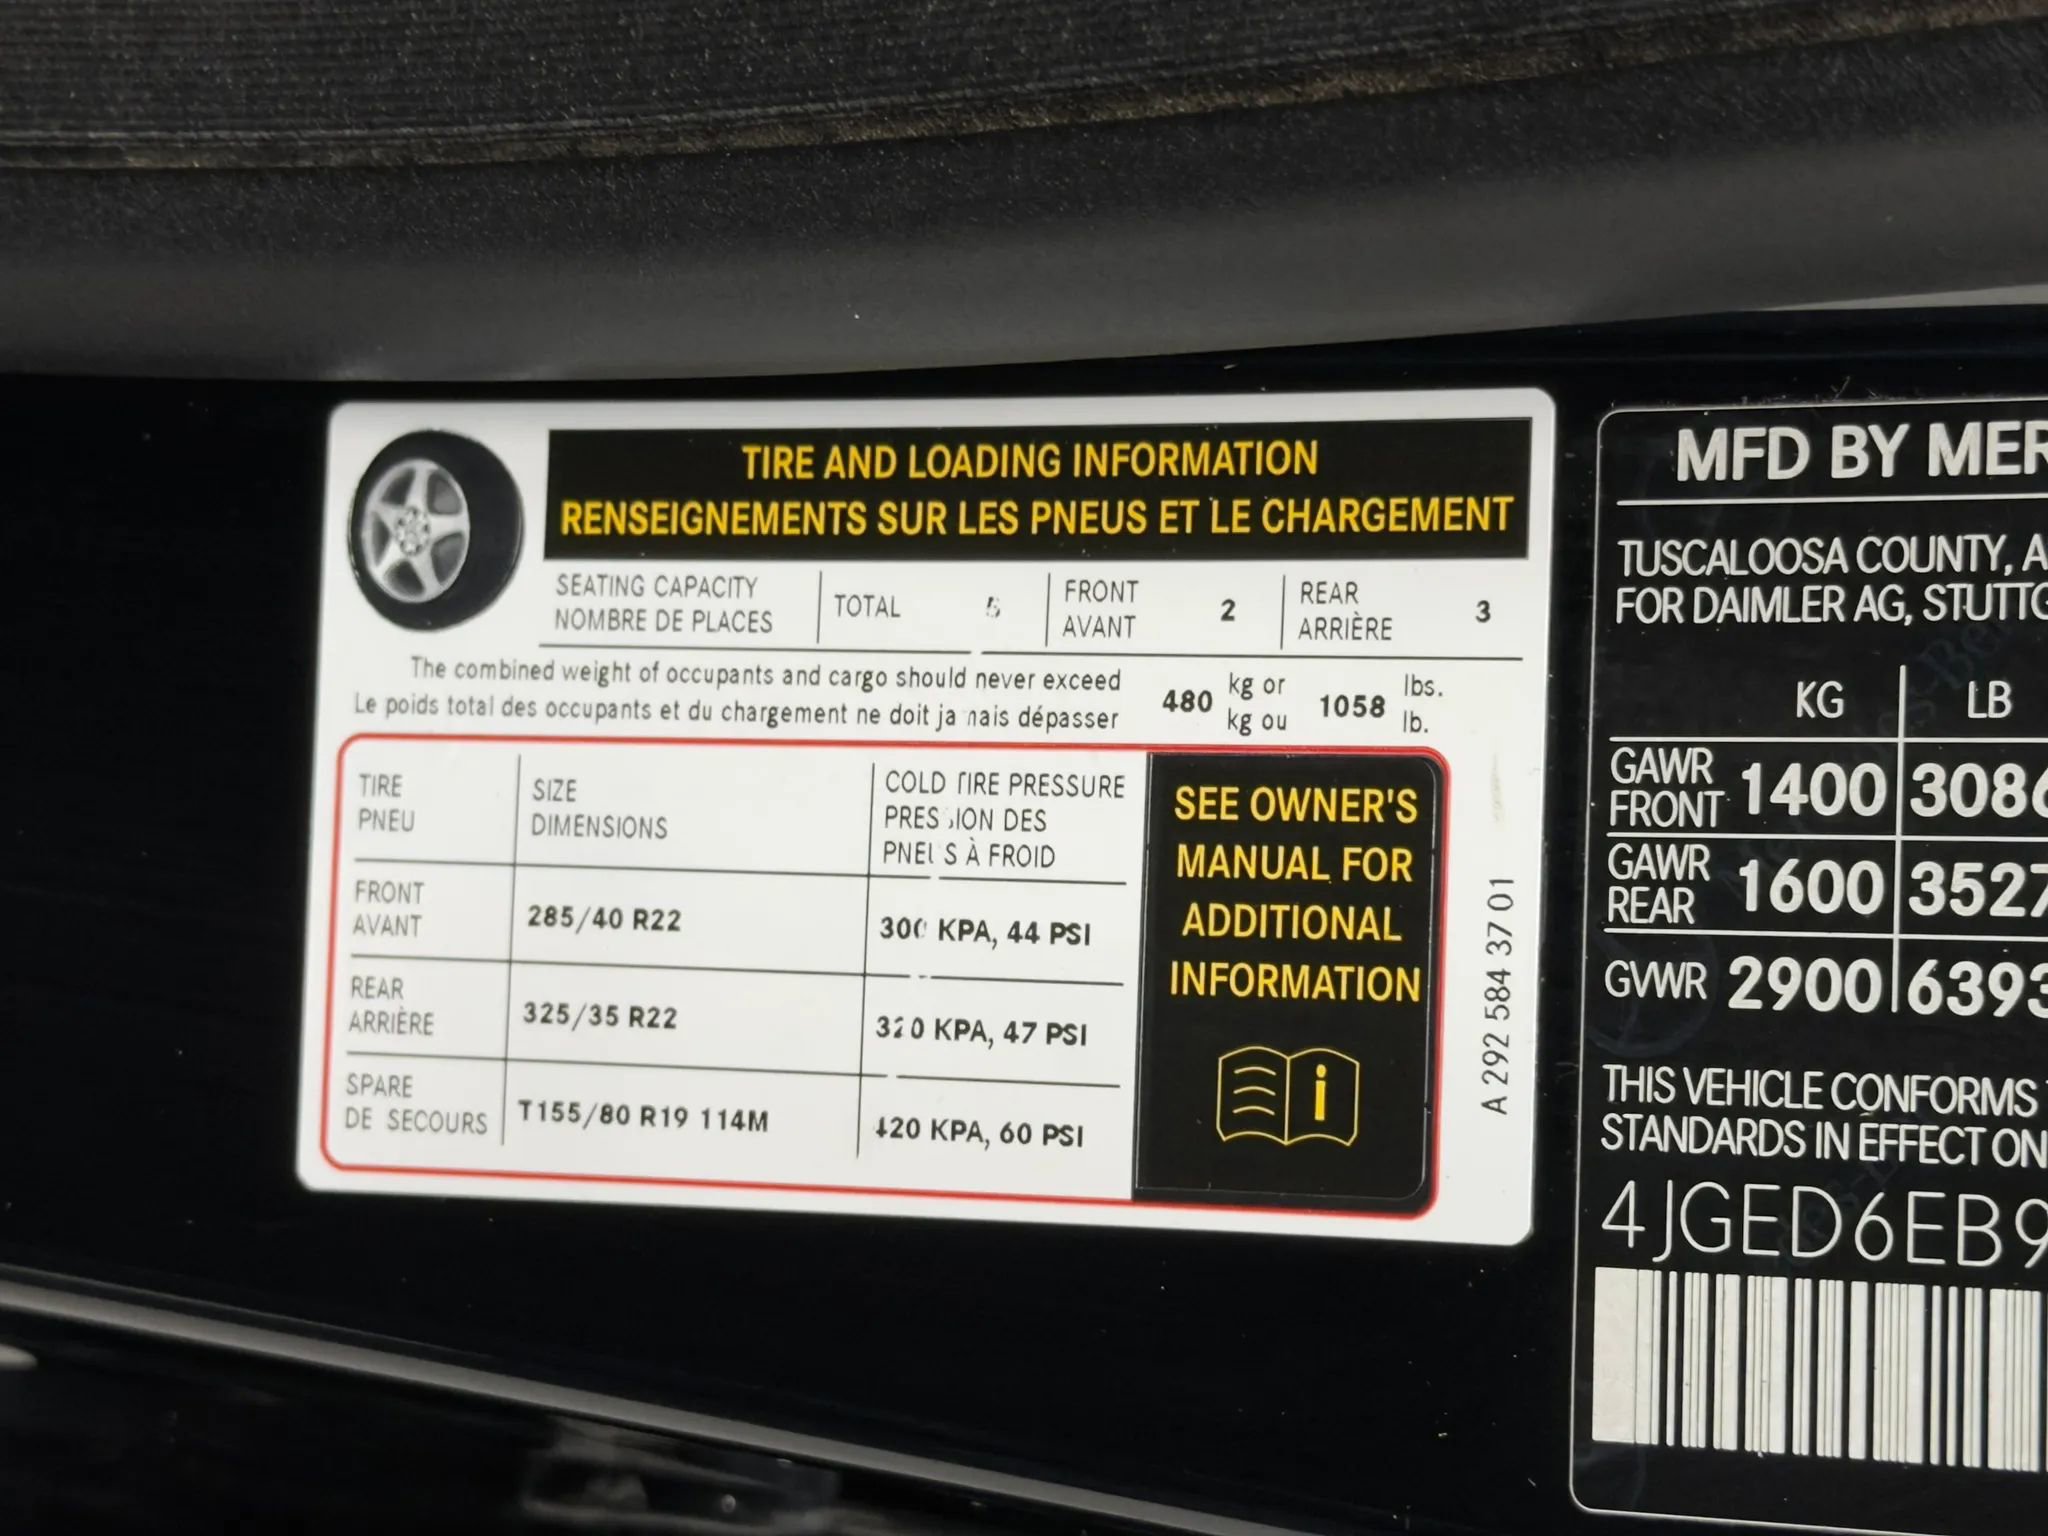 TIRE AND LOADING INFORMATION
RENSEIGNEMENTS SUR LES PNEUS ET LE CHARGEMENT
SEATING CAPACITY
NOMBRE DE PLACES
TOTAL 5
FRONT
AVANT
2
REAR
ARRIÈRE
3
The combined weight of occupants and cargo should never exceed
Le poids total des occupants et du chargement ne doit jamais dépasser
480 kg or
kg ou
1058 lbs.
lb.
TIRE
PNEU
SIZE
DIMENSIONS
COLD TIRE PRESSURE
PRESSION DES
PNEUS À FROID
FRONT
AVANT
285/40 R22
300 KPA, 44 PSI
REAR
ARRIÈRE
325/35 R22
320 KPA, 47 PSI
SPARE
DE SECOURS
T155/80 R19 114M
420 KPA, 60 PSI
SEE OWNER'S
MANUAL FOR
ADDITIONAL
INFORMATION
i
A 292 584 37 01
MFD BY MER
TUSCALOOSA COUNTY, A
FOR DAIMLER AG, STUTTG
KG LB
GAWR
FRONT
1400 3086
GAWR
REAR
1600 3527
GVWR 2900 6393
THIS VEHICLE CONFORMS
STANDARDS IN EFFECT ON
4JGED6EB9